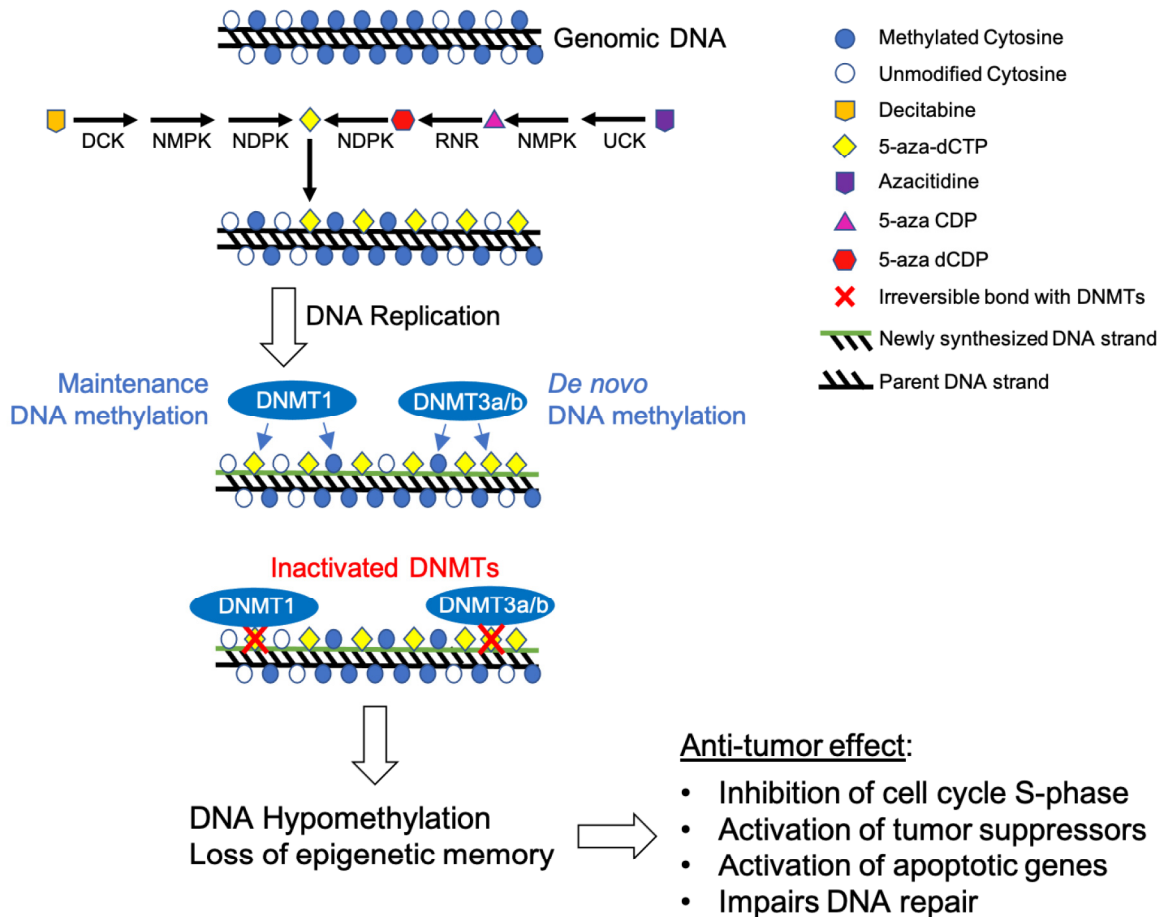 Genomic DNA
DCK
NMPK
NDPK
NDPK
RNR
NMPK
UCK
DNA Replication
Maintenance
DNA methylation
DNMT1
DNMT3a/b
De novo
DNA methylation
Inactivated DNMTs
DNMT1
DNMT3a/b
DNA Hypomethylation
Loss of epigenetic memory
Anti-tumor effect:
• Inhibition of cell cycle S-phase
• Activation of tumor suppressors
• Activation of apoptotic genes
• Impairs DNA repair
Methylated Cytosine
Unmodified Cytosine
Decitabine
5-aza-dCTP
Azacitidine
5-aza CDP
5-aza dCDP
Irreversible bond with DNMTs
Newly synthesized DNA strand
Parent DNA strand